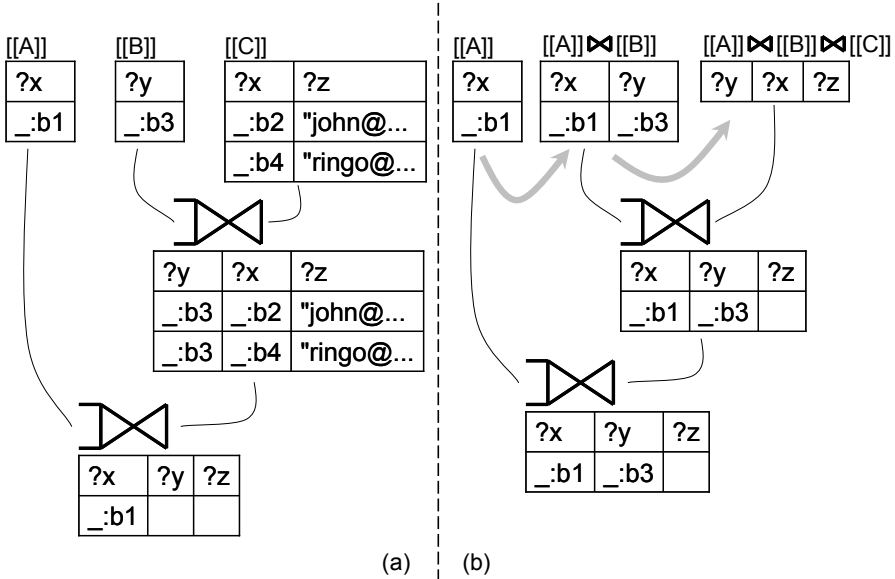 [[A]] [[B]] [[C]]
?x
_:b1
?y
_:b3
?x ?z
_:b2 "john@...
_:b4 "ringo@...
?y ?x ?z
_:b3 _:b2 "john@...
_:b3 _:b4 "ringo@...
?x ?y ?z
_:b1
(a)
[[A]] [[A]]⋈[[B]] [[A]]⋈[[B]]⋈[[C]]
?x
_:b1
?x ?y
_:b1 _:b3
?y ?x ?z
?x ?y ?z
_:b1 _:b3
?x ?y ?z
_:b1 _:b3
(b)